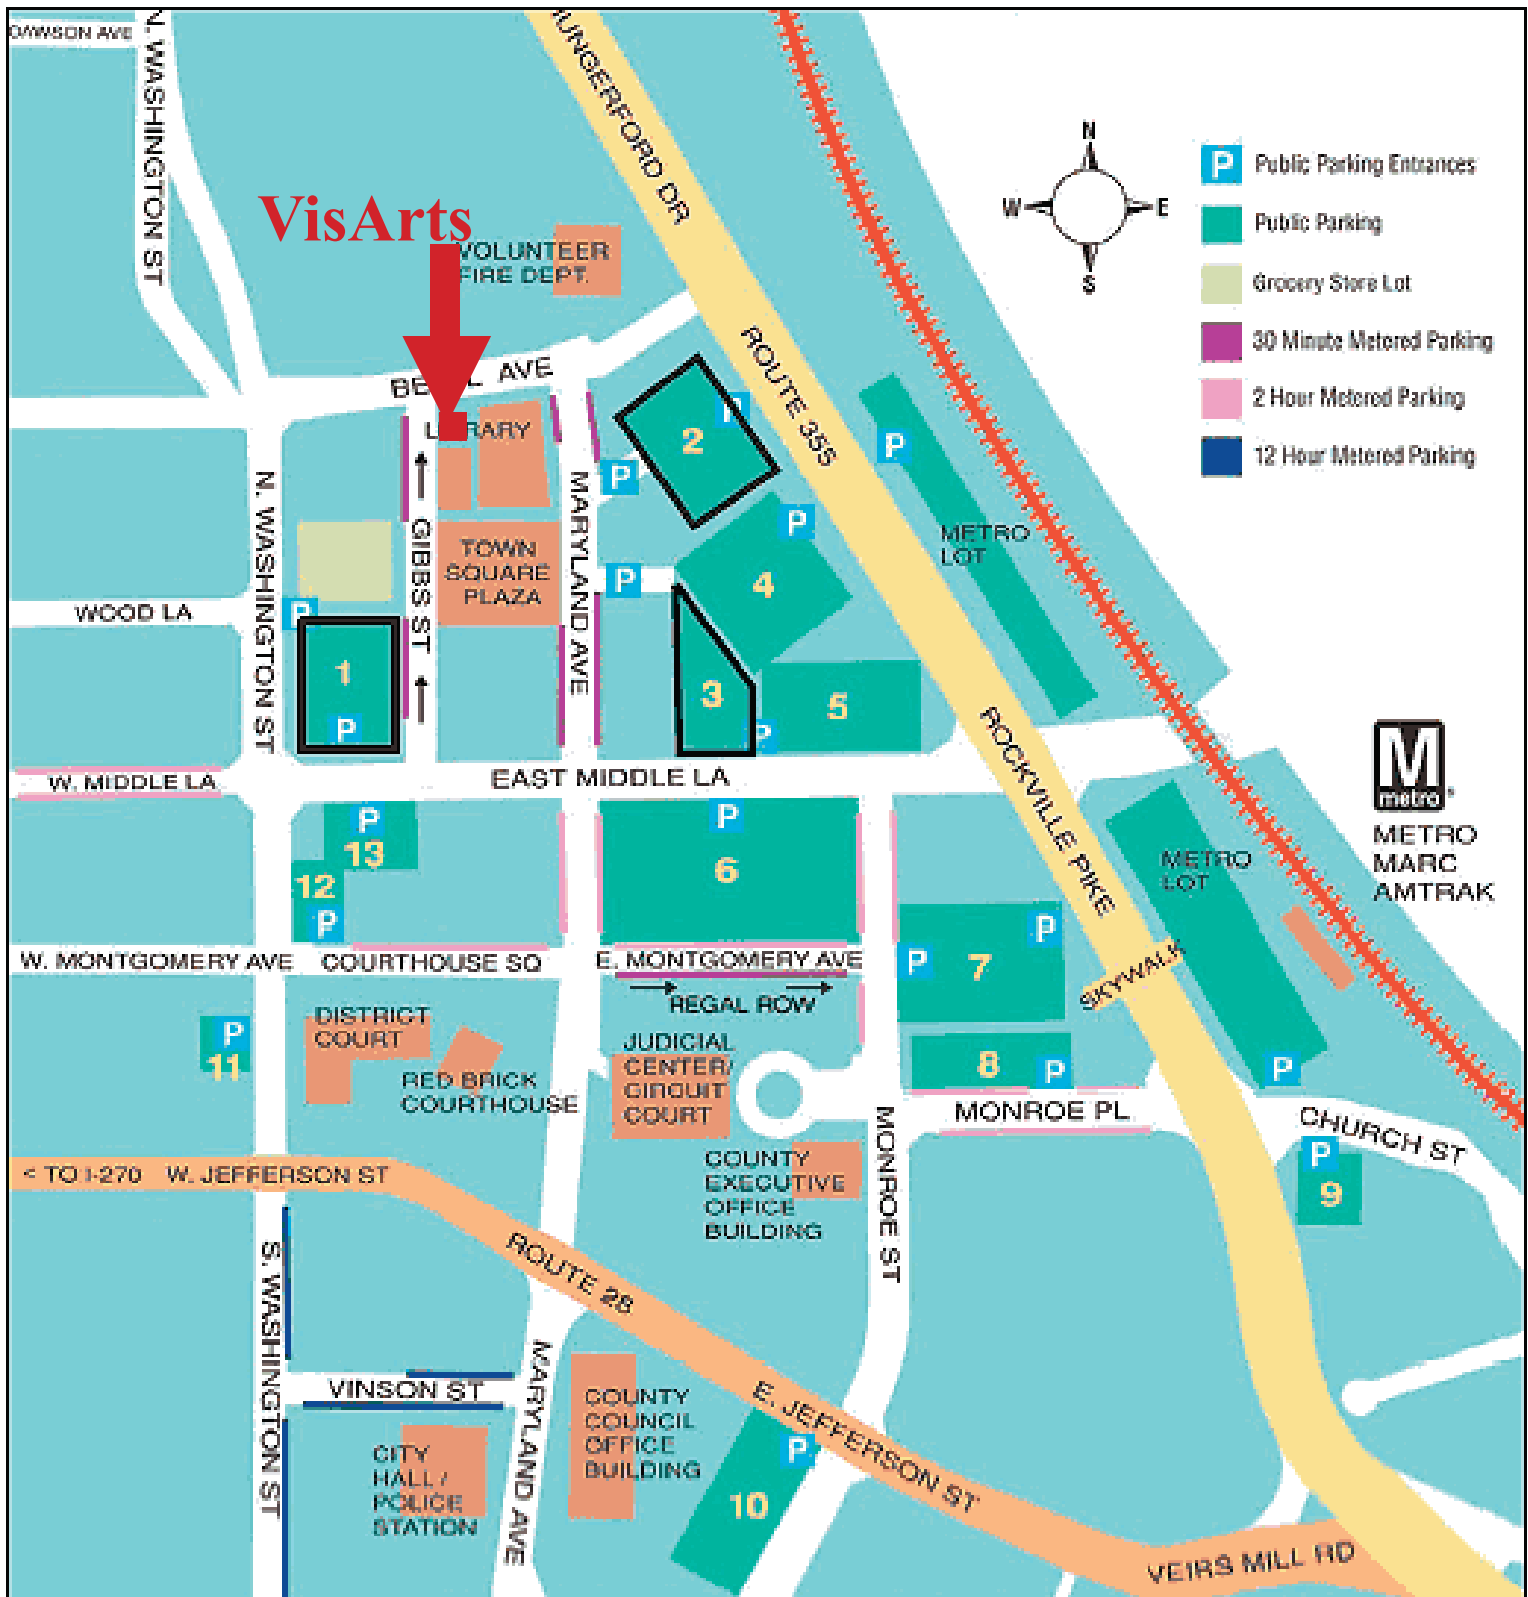 DAWSON AVE
N. WASHINGTON ST
HUNGERFORD DR
N
W
E
S
P
Public Parking Entrances
Public Parking
Grocery Store Lot
30 Minute Metered Parking
2 Hour Metered Parking
12 Hour Metered Parking
VisArts
VOLUNTEER
FIRE DEPT.
ROUTE 355
AVE
P
2
P
P
N. WASHINGTON ST
GIBBS ST
MARYLAND AVE
P
METRO
LOT
TOWN
SQUARE
PLAZA
P
4
WOOD LA
P
1
P
3
P
5
ROCKVILLE PIKE
W. MIDDLE LA
EAST MIDDLE LA
M
metro
METRO
MARC
AMTRAK
P
13
12
P
P
6
METRO
LOT
P
P
7
SKYWALK
W. MONTGOMERY AVE
COURTHOUSE SQ
E. MONTGOMERY AVE
REGAL ROW
P
11
DISTRICT
COURT
RED BRICK
COURTHOUSE
JUDICIAL
CENTER/
CIRCUIT
COURT
8
P
P
MONROE PL
MONROE ST
CHURCH ST
P
9
COUNTY
EXECUTIVE
OFFICE
BUILDING
< TO I-270 W. JEFFERSON ST
ROUTE 28
S. WASHINGTON ST
VINSON ST
MARYLAND AVE
COUNTY
COUNCIL
OFFICE
BUILDING
E. JEFFERSON ST
P
10
CITY
HALL/
POLICE
STATION
VEIRS MILL RD